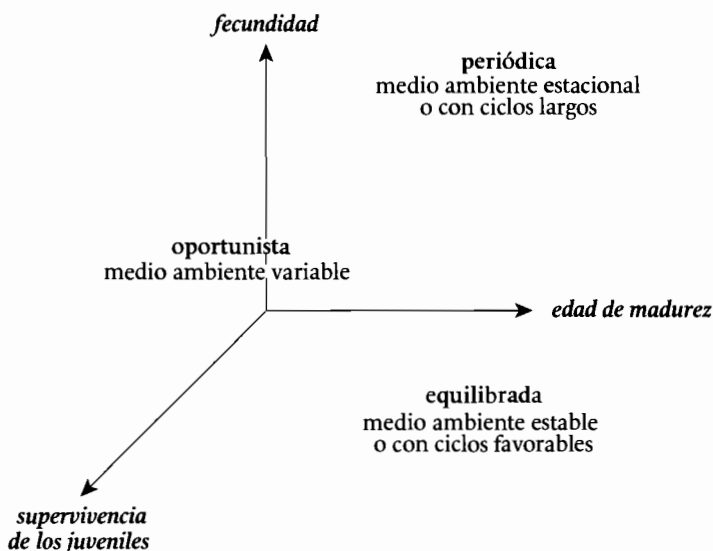 fecundidad
periódica
medio ambiente estacional
o con ciclos largos
oportunista
medio ambiente variable
edad de madurez
equilibrada
medio ambiente estable
o con ciclos favorables
supervivencia
de los juveniles